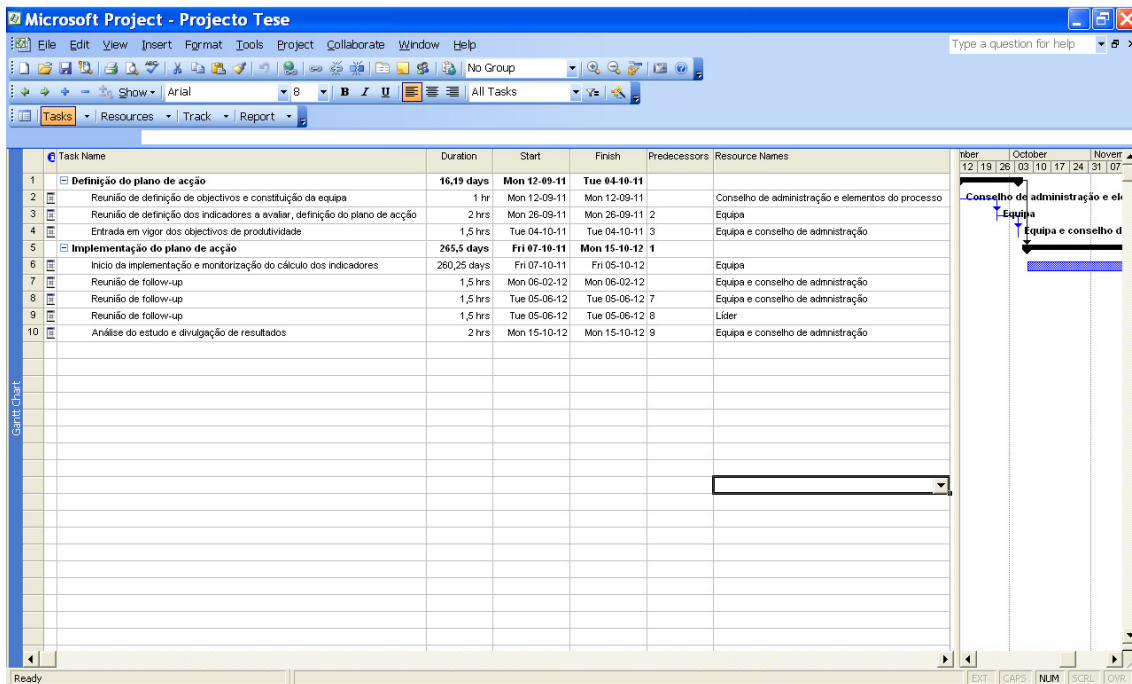 Microsoft Project - Projecto Tese
File Edit View Insert Format Tools Project Collaborate Window Help Type a question for help
No Group
Show Arial 8 B I U All Tasks
Tasks Resources Track Report
Task Name Duration Start Finish Predecessors Resource Names nber October Novem
12 19 26 03 10 17 24 31 07
1 Definição do plano de acção 16,19 days Mon 12-09-11 Tue 04-10-11
2 Reunião de definição de objectivos e constituição da equipa 1 hr Mon 12-09-11 Mon 12-09-11 Conselho de administração e elementos do processo Conselho de administração e ele
3 Reunião de definição dos indicadores a avaliar, definição do plano de acção 2 hrs Mon 26-09-11 Mon 26-09-11 2 Equipa Equipa
4 Entrada em vigor dos objectivos de produtividade 1,5 hrs Tue 04-10-11 Tue 04-10-11 3 Equipa e conselho de admnistração Equipa e conselho d
5 Implementação do plano de acção 265,5 days Fri 07-10-11 Mon 15-10-12 1
6 Inicio da implementação e monitorização do cálculo dos indicadores 260,25 days Fri 07-10-11 Fri 05-10-12 Equipa
7 Reunião de follow-up 1,5 hrs Mon 06-02-12 Mon 06-02-12 Equipa e conselho de admnistração
8 Reunião de follow-up 1,5 hrs Tue 05-06-12 Tue 05-06-12 7 Equipa e conselho de admnistração
9 Reunião de follow-up 1,5 hrs Tue 05-06-12 Tue 05-06-12 8 Líder
10 Análise do estudo e divulgação de resultados 2 hrs Mon 15-10-12 Mon 15-10-12 9 Equipa e conselho de admnistração
Gantt Chart
Ready EXT CAPS NUM SCRL OVR